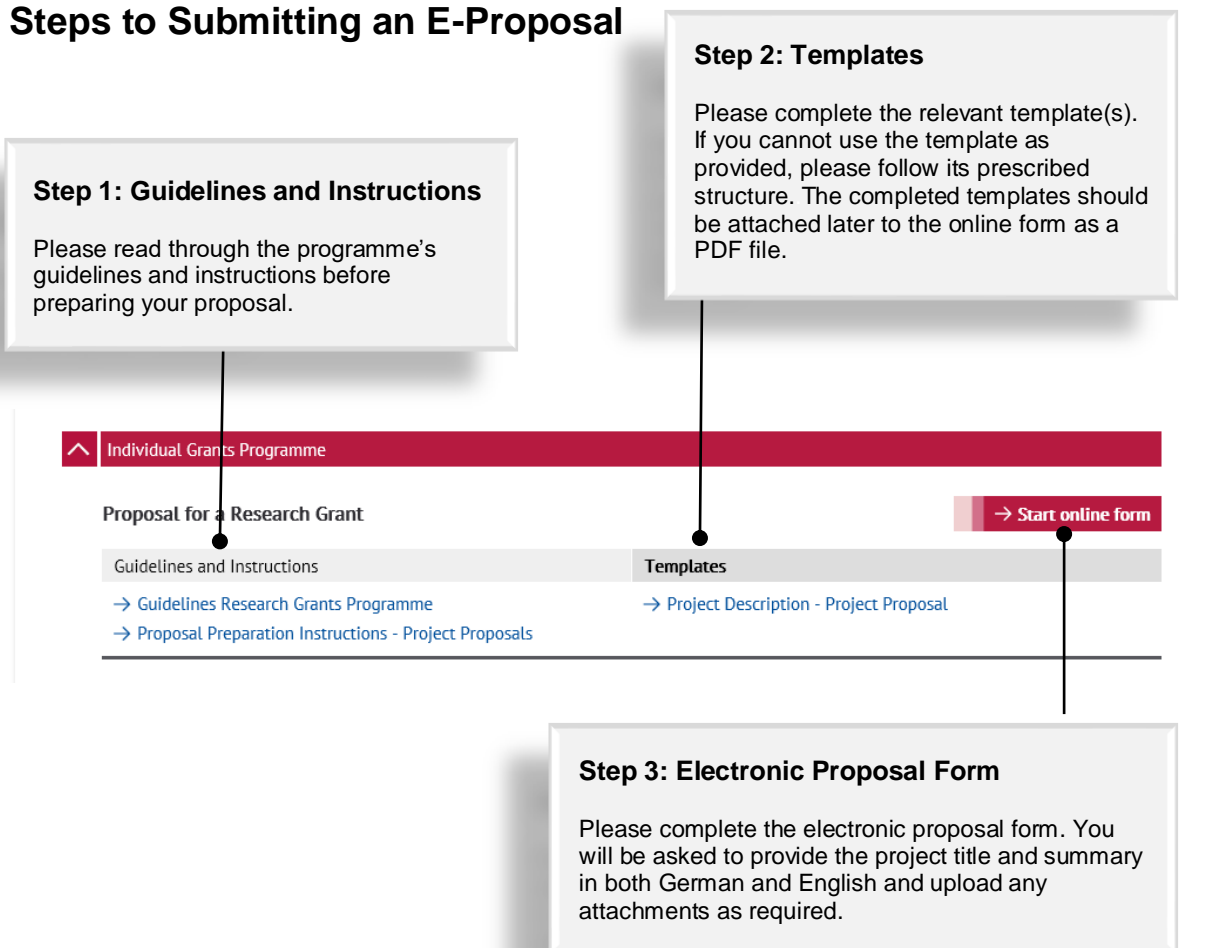 Steps to Submitting an E-Proposal
Step 1: Guidelines and Instructions
Please read through the programme’s
guidelines and instructions before
preparing your proposal.
Step 2: Templates
Please complete the relevant template(s).
If you cannot use the template as
provided, please follow its prescribed
structure. The completed templates should
be attached later to the online form as a
PDF file.
Individual Grants Programme
Proposal for a Research Grant
→ Start online form
Guidelines and Instructions
Templates
→ Guidelines Research Grants Programme
→ Project Description - Project Proposal
→ Proposal Preparation Instructions - Project Proposals
Step 3: Electronic Proposal Form
Please complete the electronic proposal form. You
will be asked to provide the project title and summary
in both German and English and upload any
attachments as required.